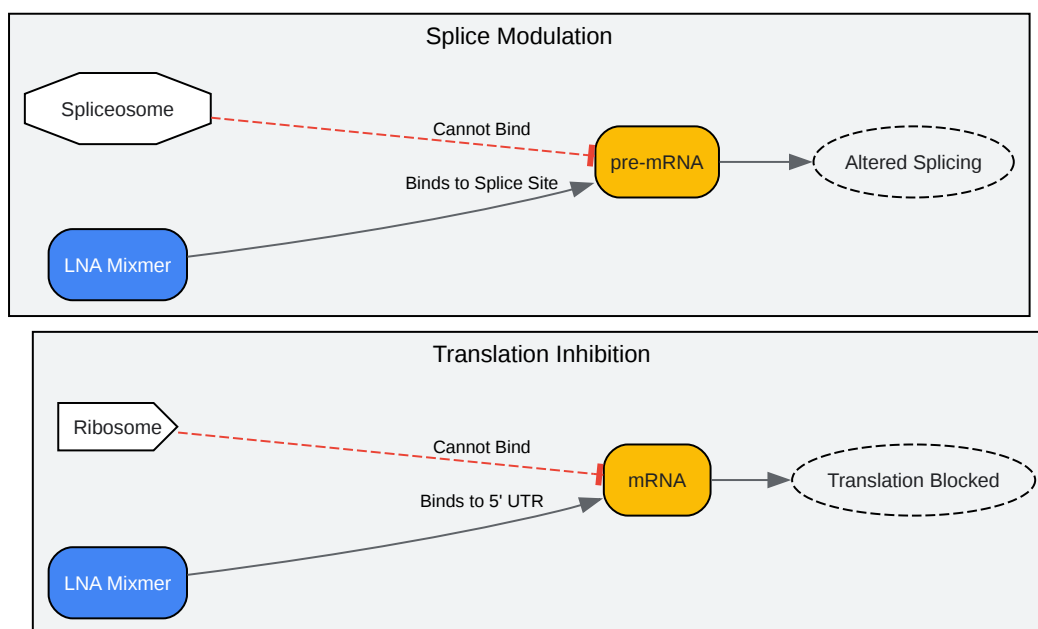 Splice Modulation
Spliceosome
Cannot Bind
pre-mRNA
Altered Splicing
Binds to Splice Site
LNA Mixmer
Translation Inhibition
Ribosome
Cannot Bind
mRNA
Translation Blocked
Binds to 5' UTR
LNA Mixmer